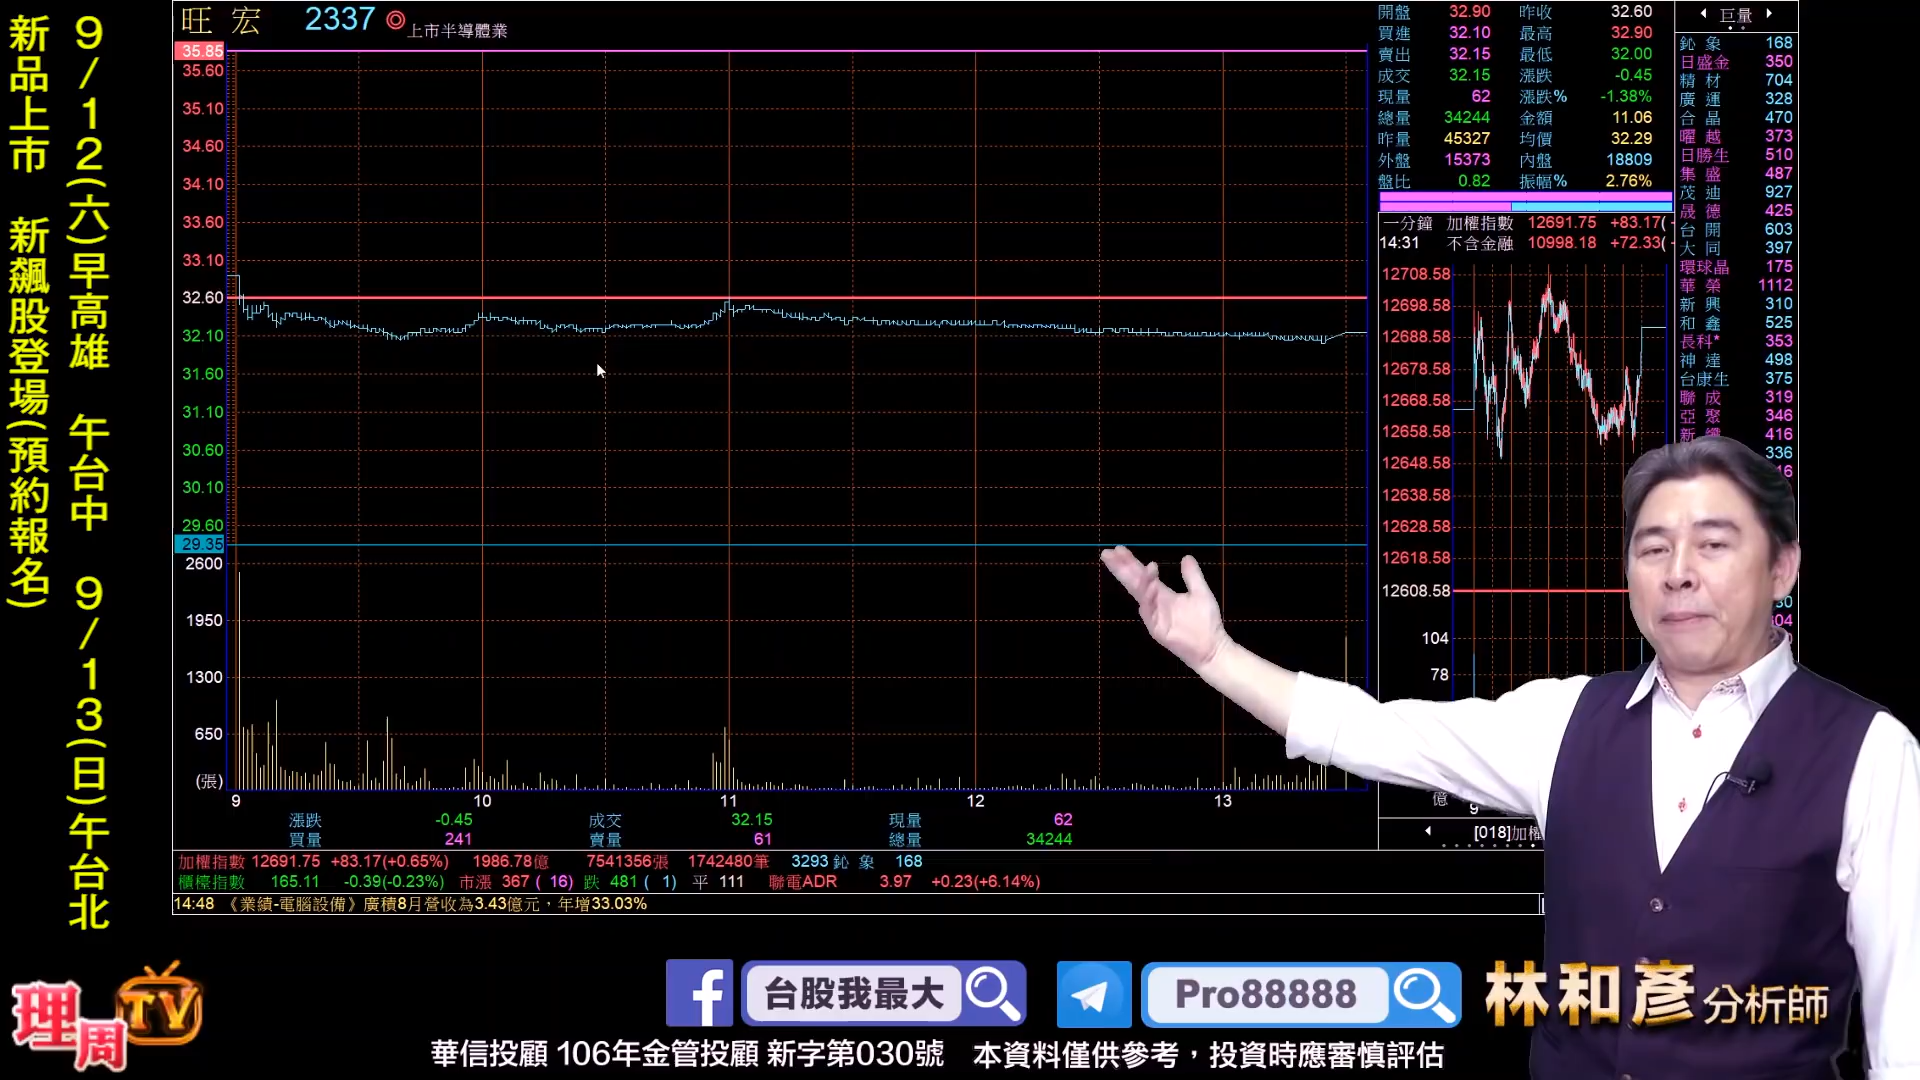 9/12(六)早高雄 午台中 9/13(日)午台北
新品上市 新飆股登場(預約報名)
旺宏 2337 ◎上市半導體業
35.85
35.60
35.10
34.60
34.10
33.60
33.10
32.60
32.10
31.60
31.10
30.60
30.10
29.60
29.35
2600
1950
1300
650
(張)
9 10 11 12 13
漲跌 -0.45 成交 32.15 現量 62
買量 241 賣量 61 總量 34244
加權指數 12691.75 +83.17(+0.65%) 1986.78億 7541356張 1742480筆 3293 鈊象 168
櫃檯指數 165.11 -0.39(-0.23%) 市漲 367 ( 16) 跌 481 ( 1) 平 111 聯電ADR 3.97 +0.23(+6.14%)
14:48 《業績-電腦設備》廣積8月營收為3.43億元，年增33.03%
開盤 32.90 昨收 32.60
買進 32.10 最高 32.90
賣出 32.15 最低 32.00
成交 32.15 漲跌 -0.45
現量 62 漲跌% -1.38%
總量 34244 金額 11.06
昨量 45327 均價 32.29
外盤 15373 內盤 18809
盤比 0.82 振幅% 2.76%
一分鐘 加權指數 12691.75 +83.17(
14:31 不含金融 10998.18 +72.33(
12708.58
12698.58
12688.58
12678.58
12668.58
12658.58
12648.58
12638.58
12628.58
12618.58
12608.58
104
78
億 9
[018]加權
巨量
鈊象 168
日盛金 350
精材 704
廣運 328
合晶 470
曜越 373
日勝生 510
集盛 487
茂迪 927
晟德 425
台開 603
大同 397
環球晶 175
華榮 1112
新興 310
和鑫 525
長科* 353
神達 498
台康生 375
聯成 319
亞聚 346
新纖 416
336
理周TV
台股我最大
Pro88888
林和彥 分析師
華信投顧 106年金管投顧 新字第030號 本資料僅供參考，投資時應審慎評估